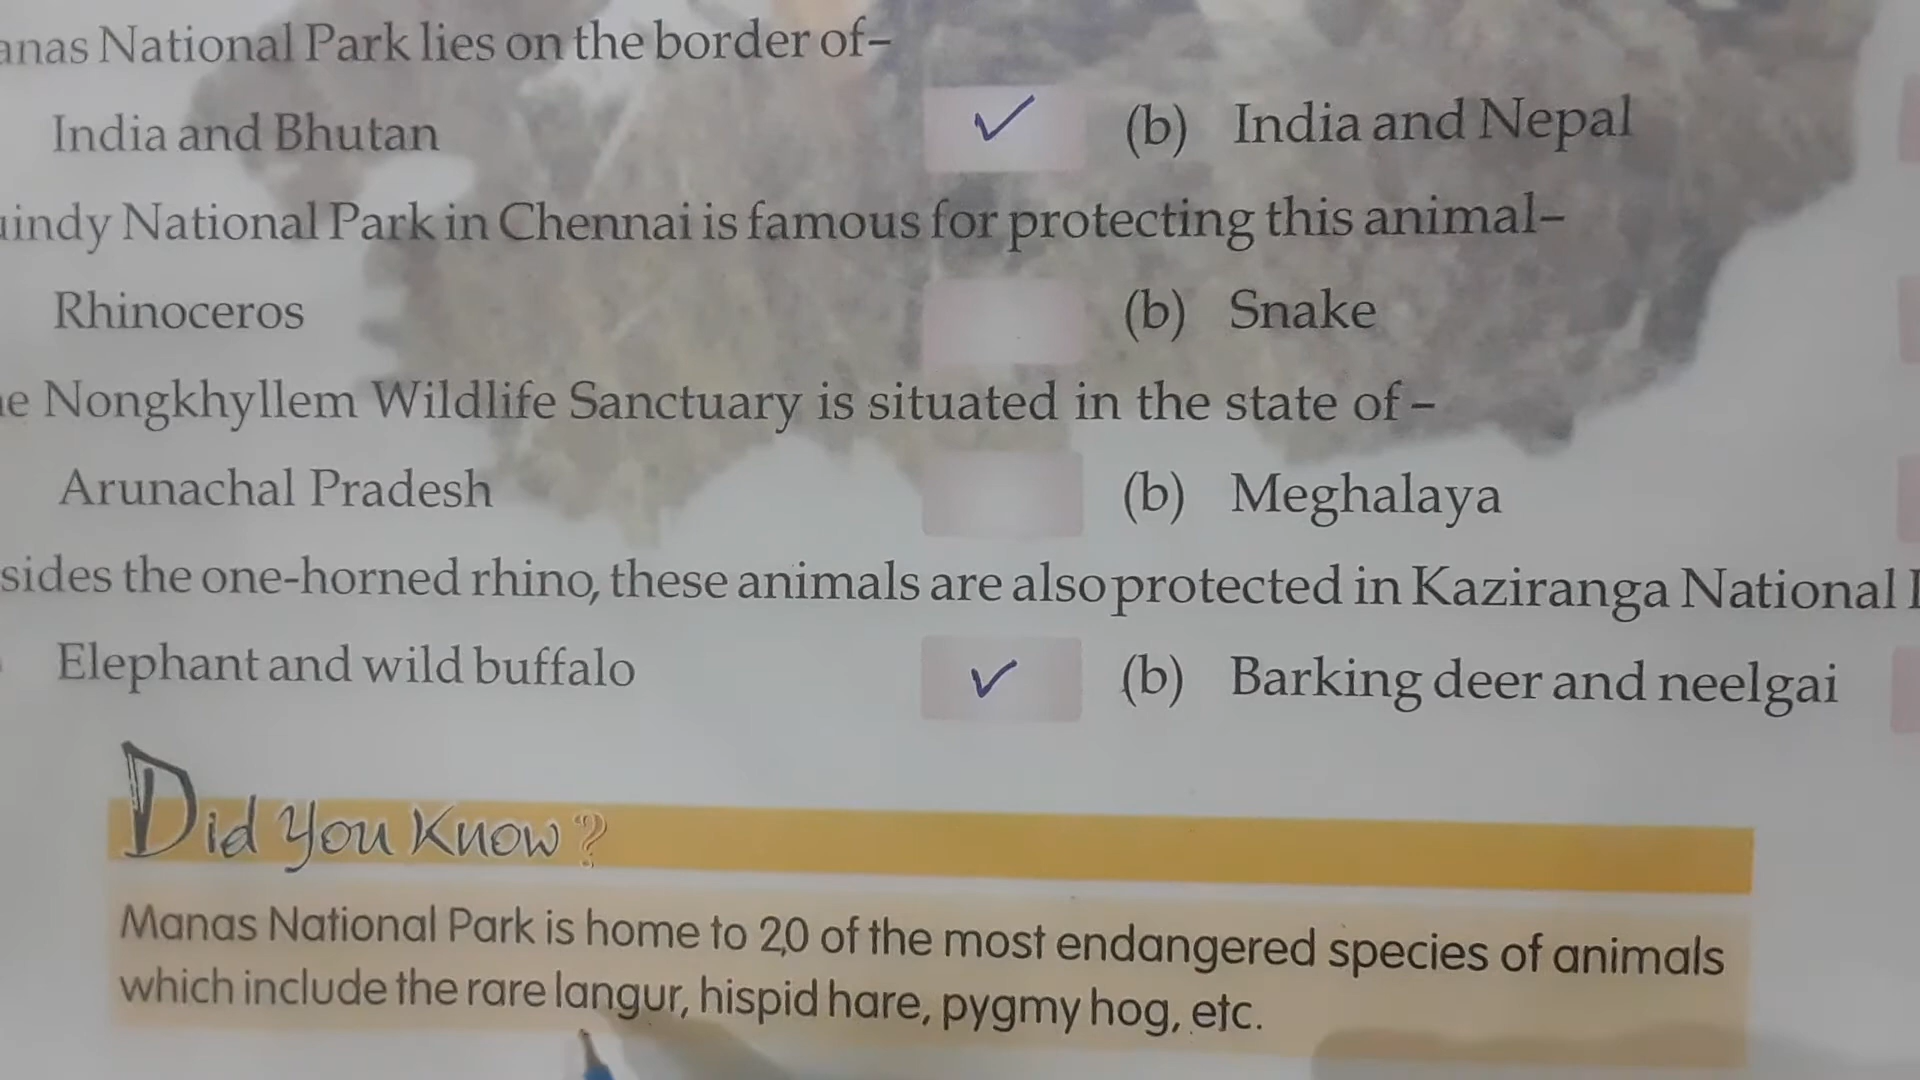 anas National Park lies on the border of–
India and Bhutan ✓ (b) India and Nepal
uindy National Park in Chennai is famous for protecting this animal–
Rhinoceros (b) Snake
e Nongkhyllem Wildlife Sanctuary is situated in the state of –
Arunachal Pradesh (b) Meghalaya
sides the one-horned rhino, these animals are also protected in Kaziranga National
Elephant and wild buffalo ✓ (b) Barking deer and neelgai
Did You Know?
Manas National Park is home to 20 of the most endangered species of animals
which include the rare langur, hispid hare, pygmy hog, etc.